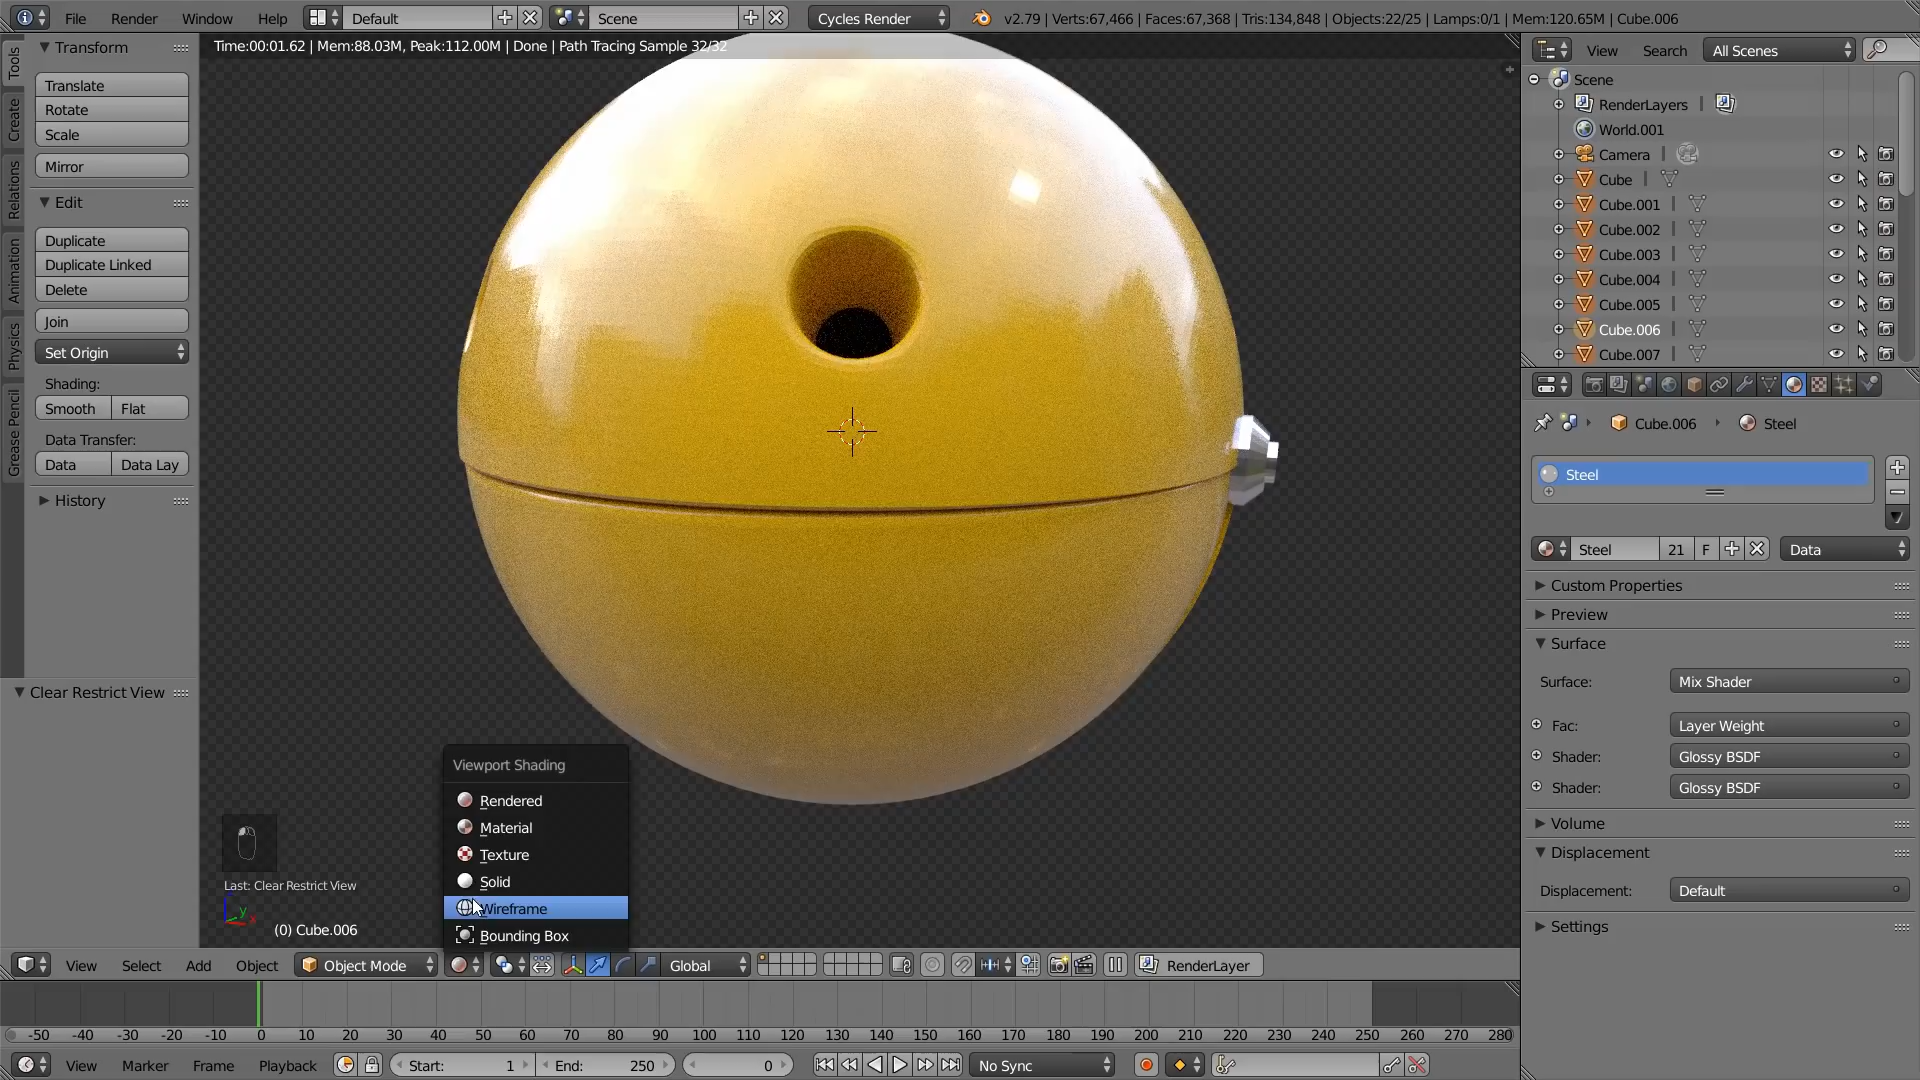 File Render Window Help Default Scene Cycles Render v2.79 | Verts:67,466 | Faces:67,368 | Tris:134,848 | Objects:22/25 | Lamps:0/1 | Mem:120.65M | Cube.006
Time:00:01.62 | Mem:88.03M, Peak:112.00M | Done | Path Tracing Sample 32/32
Tools
Create
Relations
Animation
Physics
Grease Pencil
Transform
Translate
Rotate
Scale
Mirror
Edit
Duplicate
Duplicate Linked
Delete
Join
Set Origin
Shading:
Smooth Flat
Data Transfer:
Data Data Lay
History
Clear Restrict View
Viewport Shading
Rendered
Material
Texture
Solid
Wireframe
Bounding Box
Last: Clear Restrict View
y x
(0) Cube.006
View Select Add Object Object Mode Global RenderLayer
-50 -40 -30 -20 -10 0 10 20 30 40 50 60 70 80 90 100 110 120 130 140 150 160 170 180 190 200 210 220 230 240 250 260 270 280
View Marker Frame Playback Start: 1 End: 250 0 No Sync
View Search All Scenes
Scene
RenderLayers |
World.001
Camera |
Cube |
Cube.001 |
Cube.002 |
Cube.003 |
Cube.004 |
Cube.005 |
Cube.006 |
Cube.007 |
Cube.006 Steel
Steel
Steel 21 F Data
Custom Properties
Preview
Surface
Surface: Mix Shader
Fac: Layer Weight
Shader: Glossy BSDF
Shader: Glossy BSDF
Volume
Displacement
Displacement: Default
Settings